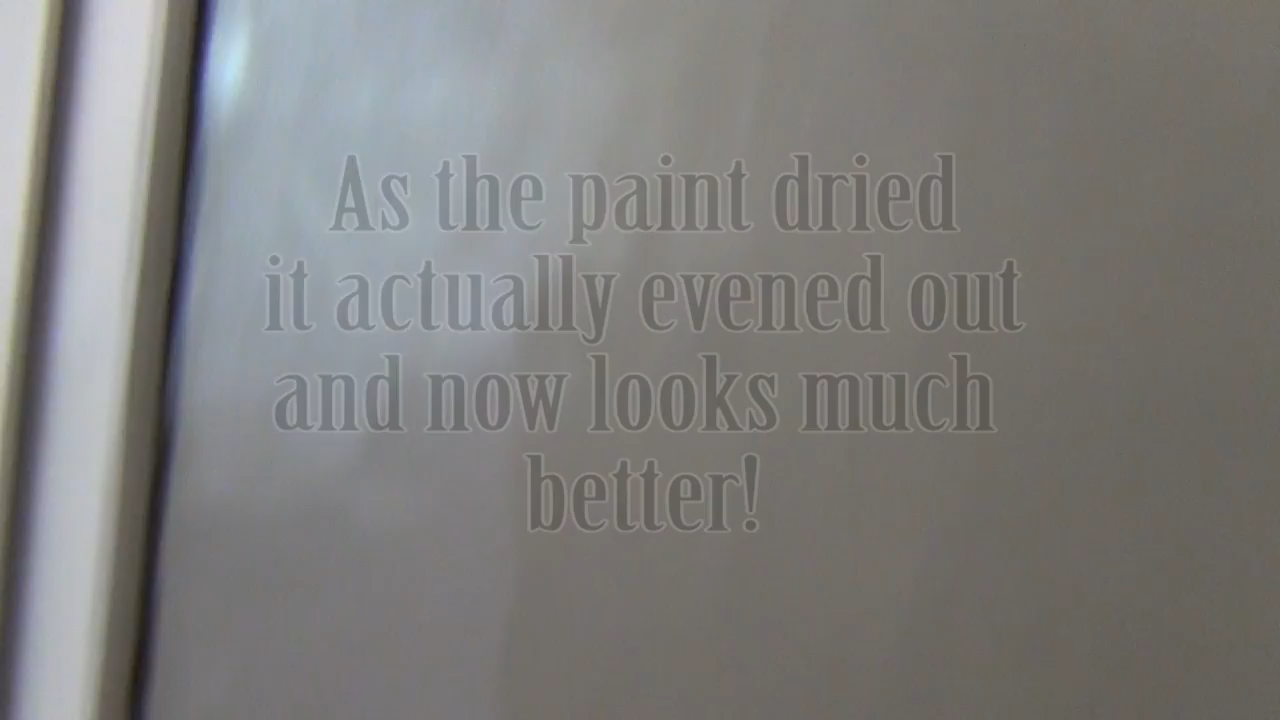 As the paint dried
it actually evened out
and now looks much
better!